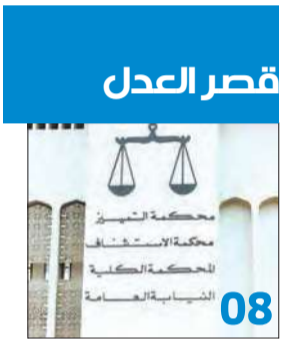 قصر العدل
محكمة التمييز
محكمة الاستئناف
المحكمة الكلية
النيابة العامة
08